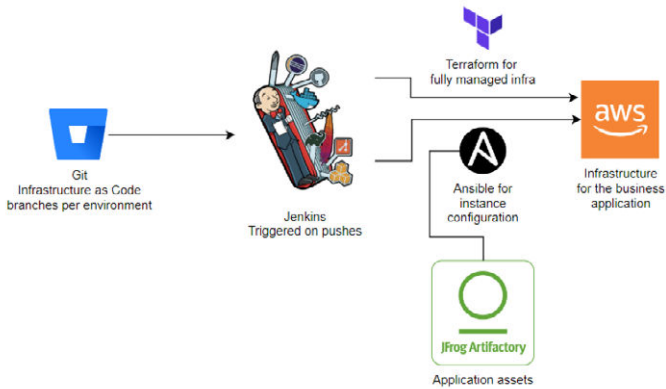 Terraform for
fully managed infra
aws
Git
Infrastructure as Code
branches per environment
Jenkins
Triggered on pushes
Ansible for
instance
configuration
Infrastructure
for the business
application
JFrog Artifactory
Application assets